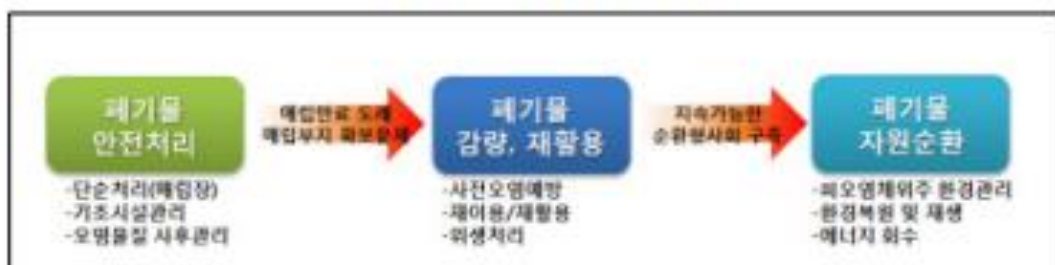 폐기물
안전처리
매립만료 도래
매립부지 확보문제
폐기물
감량, 재활용
지속가능한
순환형사회 구축
폐기물
자원순환
-단순처리(매립장)
-기초시설관리
-오염물질 사후관리
-사전오염예방
-재이용/재활용
-위생처리
-피오염체위주 환경관리
-환경복원 및 재생
-에너지 회수